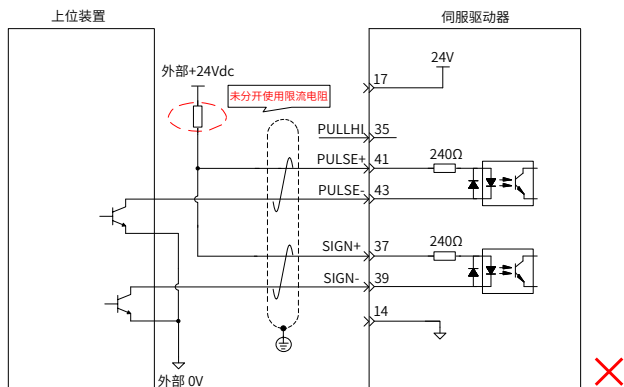 上位装置
伺服驱动器
24V
外部+24Vdc
17
未分开使用限流电阻
PULLHI
35
PULSE+
41
240Ω
PULSE-
43
SIGN+
37
240Ω
SIGN-
39
14
外部 0V